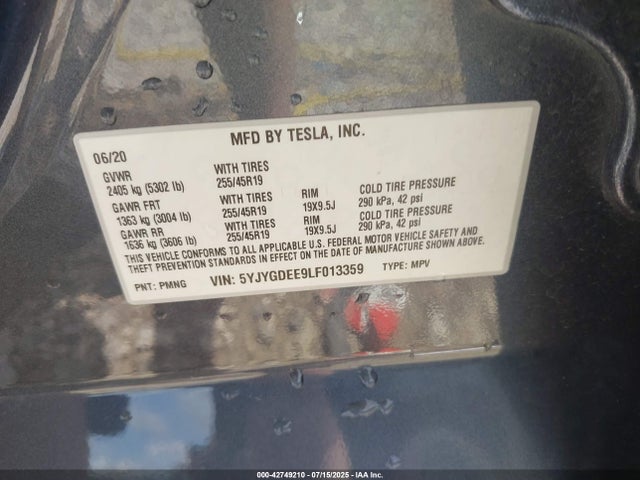 MFD BY TESLA, INC.
06/20
GVWR WITH TIRES
2405 kg (5302 lb) 255/45R19
GAWR FRT WITH TIRES RIM COLD TIRE PRESSURE
1363 kg (3004 lb) 255/45R19 19X9.5J 290 kPa, 42 psi
GAWR RR WITH TIRES RIM COLD TIRE PRESSURE
1636 kg (3606 lb) 255/45R19 19X9.5J 290 kPa, 42 psi
THIS VEHICLE CONFORMS TO ALL APPLICABLE U.S. FEDERAL MOTOR VEHICLE SAFETY AND
THEFT PREVENTION STANDARDS IN EFFECT ON THE DATE OF MANUFACTURE SHOWN ABOVE.
PNT: PMNG VIN: 5YJYGDEE9LF013359 TYPE: MPV
000-42749210 - 07/15/2025 - IAA Inc.